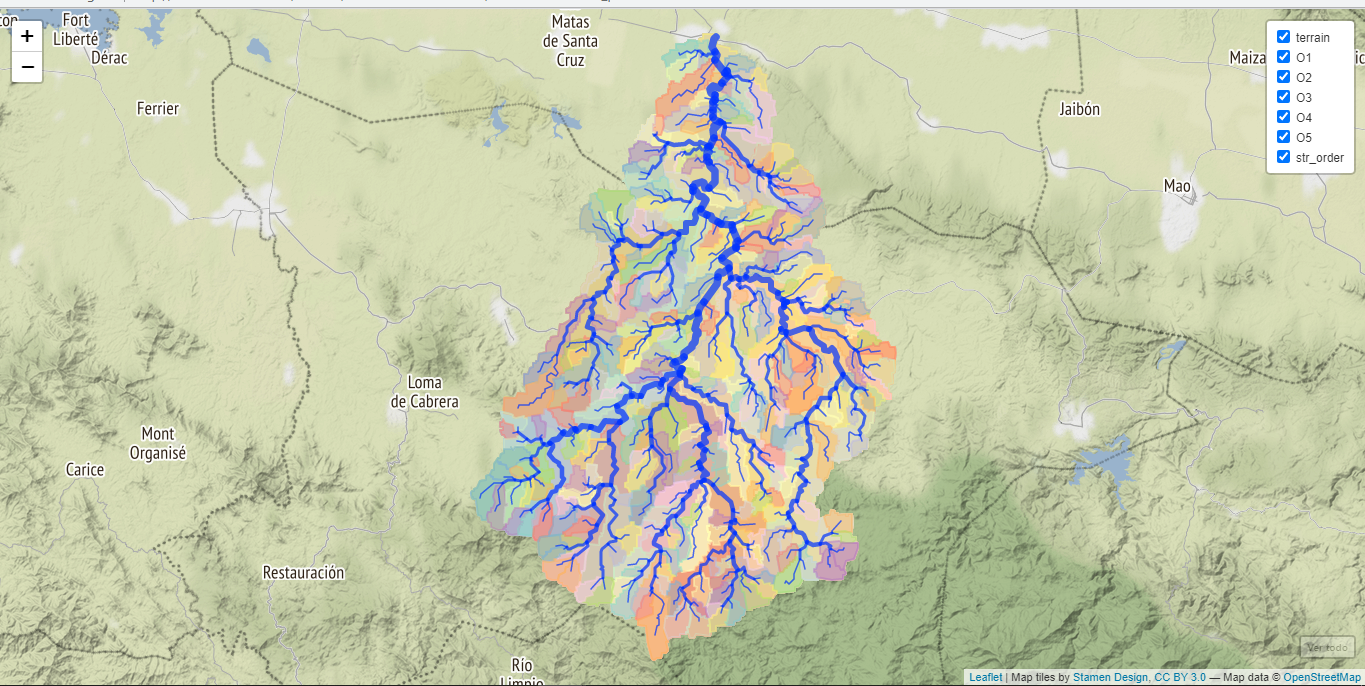 Fort
Liberté
Dérac
Matas
de Santa
Cruz
Maiza
Ferrier
Jaibón
Mao
Loma
de Cabrera
Mont
Organisé
Carice
Restauración
Río
Limpio
+
−
terrain
O1
O2
O3
O4
O5
str_order
Ver todo
Leaflet | Map tiles by Stamen Design, CC BY 3.0 — Map data © OpenStreetMap